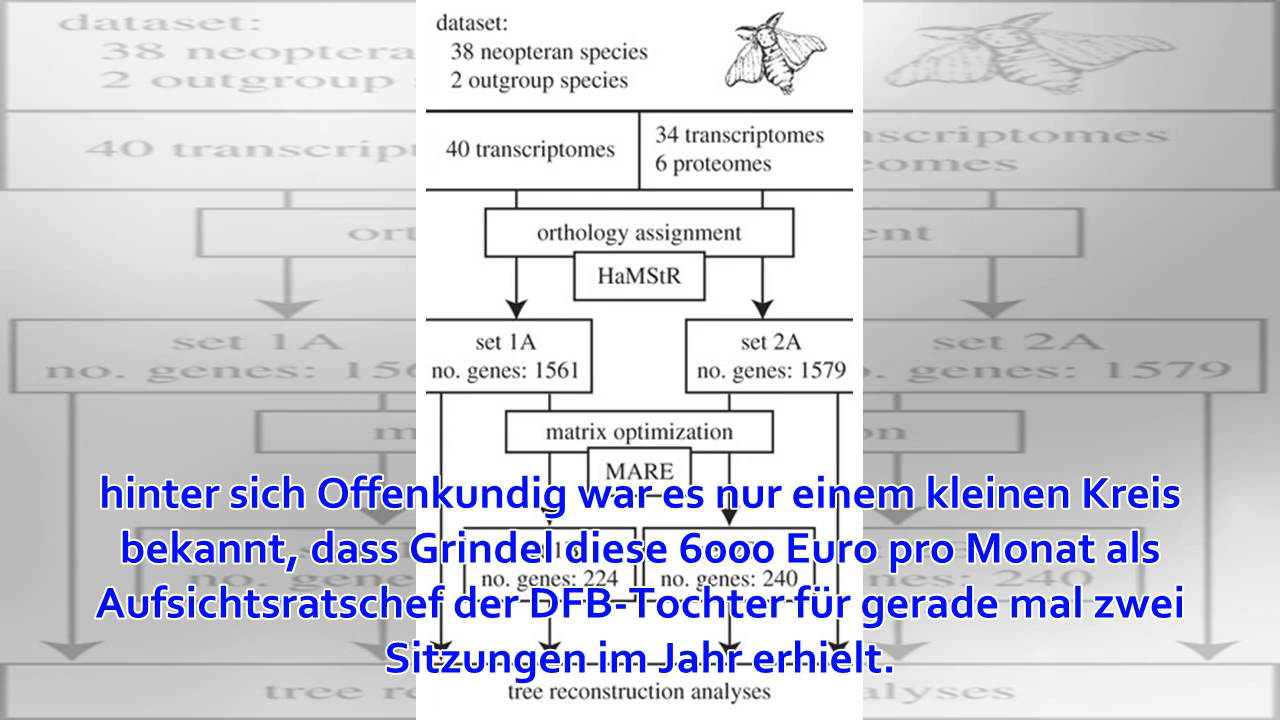 dataset:
38 neopteran species
2 outgroup species
40 transcriptomes
34 transcriptomes
6 proteomes
orthology assignment
HaMStR
set 1A
no. genes: 1561
set 2A
no. genes: 1579
matrix optimization
MARE
no. genes: 224
no. genes: 240
hinter sich Offenkundig war es nur einem kleinen Kreis
bekannt, dass Grindel diese 6000 Euro pro Monat als
Aufsichtsratschef der DFB-Tochter für gerade mal zwei
Sitzungen im Jahr erhielt.
tree reconstruction analyses